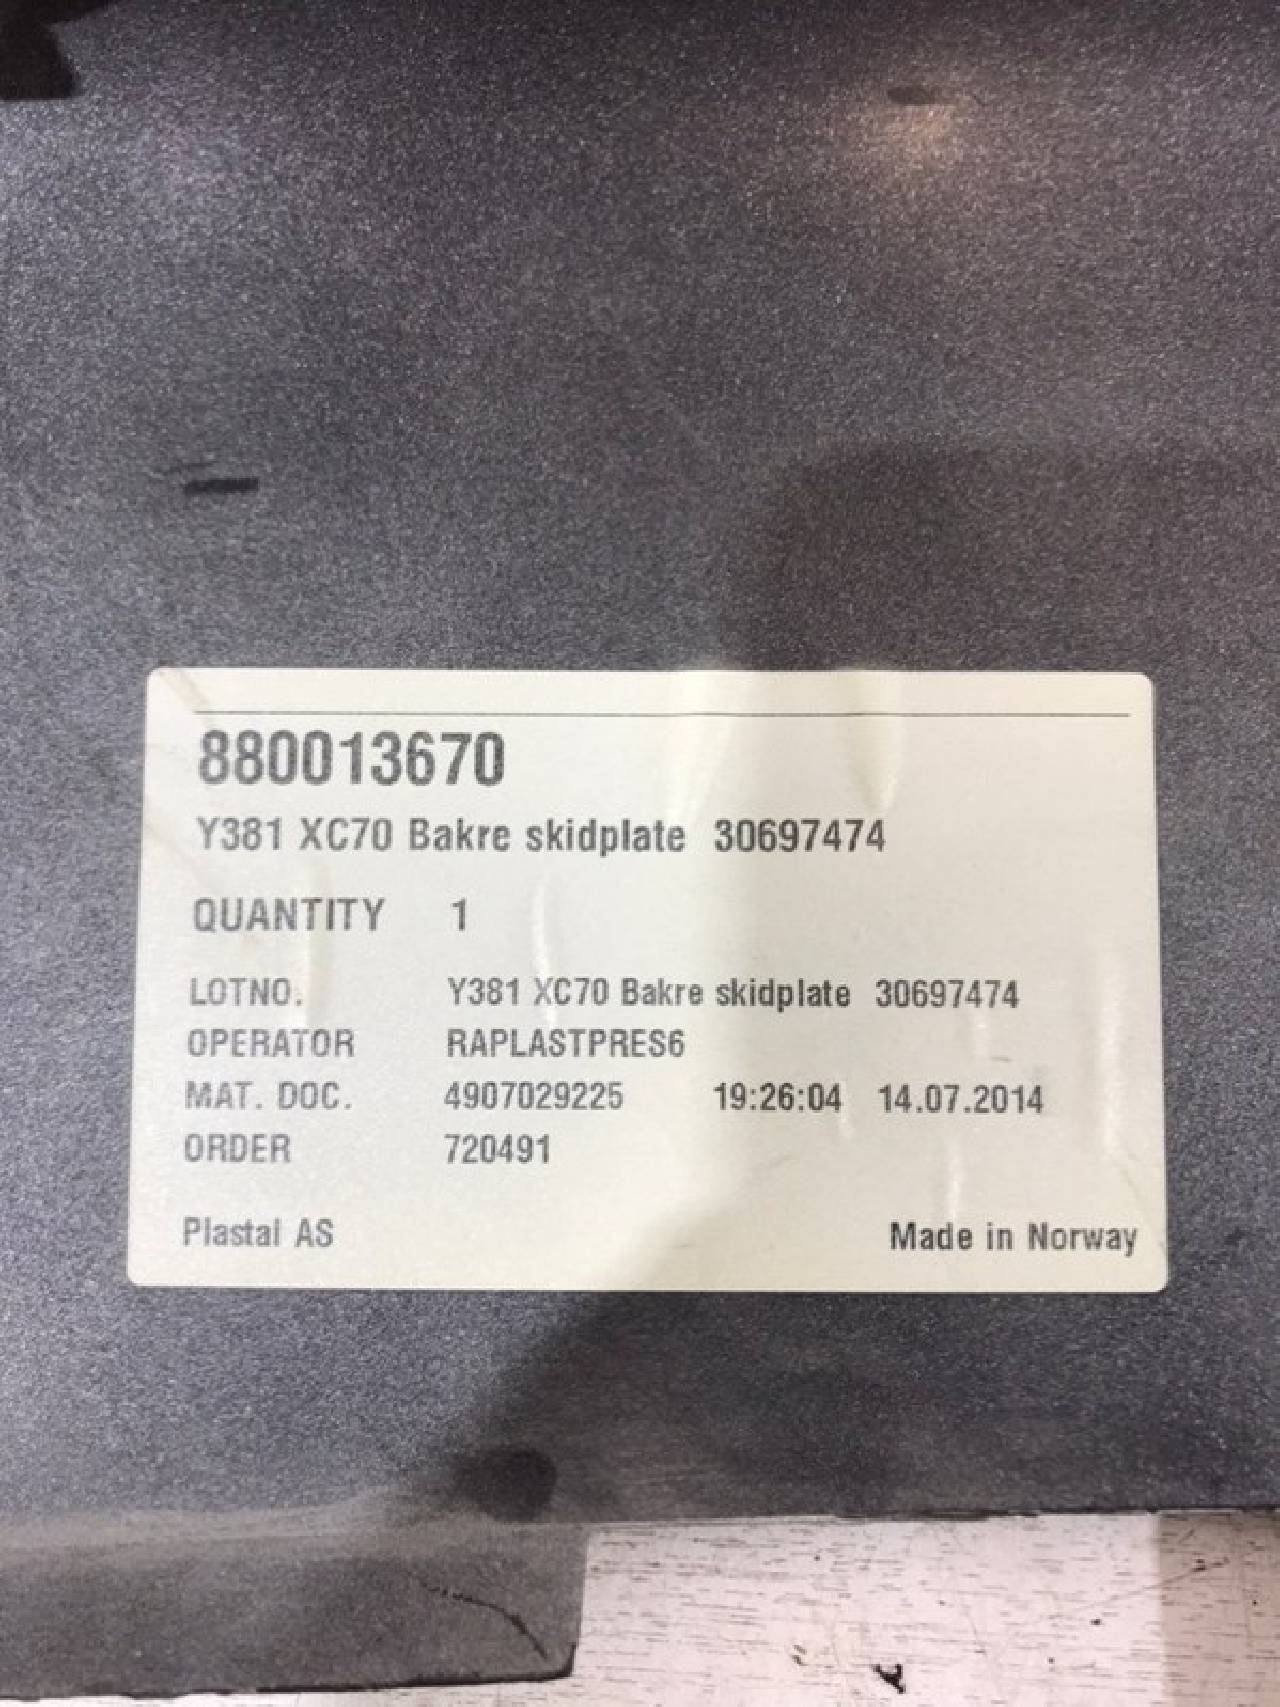 880013670
Y381 XC70 Bakre skidplate 30697474
QUANTITY 1
LOTNO. Y381 XC70 Bakre skidplate 30697474
OPERATOR RAPLASTPRES6
MAT. DOC. 4907029225 19:26:04 14.07.2014
ORDER 720491
Plastal AS Made in Norway